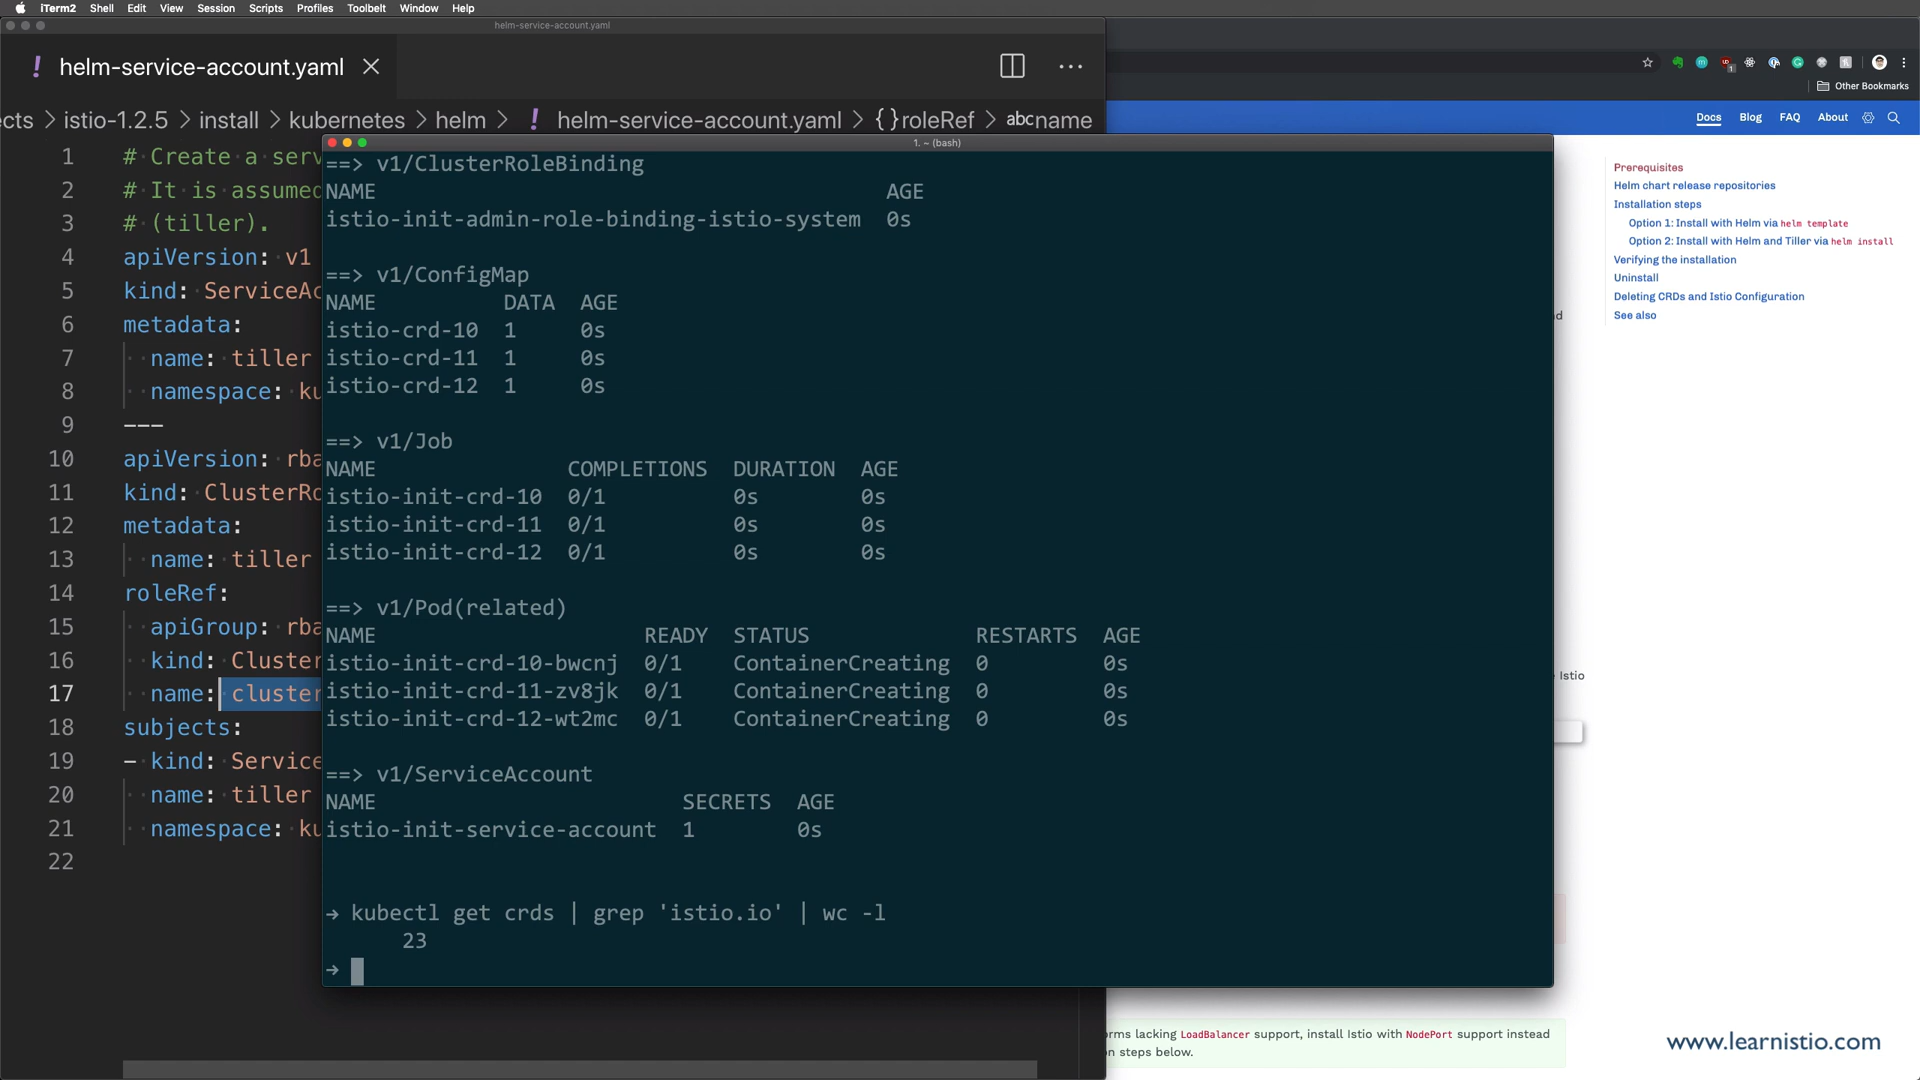 iTerm2 Shell Edit View Session Scripts Profiles Toolbelt Window Help
helm-service-account.yaml
! helm-service-account.yaml
cts > istio-1.2.5 > install > kubernetes > helm > ! helm-service-account.yaml > {} roleRef > abc name
1 # Create a serv
2 # It is assumed
3 # (tiller).
4 apiVersion: v1
5 kind: ServiceAc
6 metadata:
7 name: tiller
8 namespace: ku
9 ---
10 apiVersion: rba
11 kind: ClusterRo
12 metadata:
13 name: tiller
14 roleRef:
15 apiGroup: rba
16 kind: Cluster
17 name: cluster
18 subjects:
19 - kind: Service
20 name: tiller
21 namespace: ku
22
1. ~ (bash)
==> v1/ClusterRoleBinding
NAME AGE
istio-init-admin-role-binding-istio-system 0s
==> v1/ConfigMap
NAME DATA AGE
istio-crd-10 1 0s
istio-crd-11 1 0s
istio-crd-12 1 0s
==> v1/Job
NAME COMPLETIONS DURATION AGE
istio-init-crd-10 0/1 0s 0s
istio-init-crd-11 0/1 0s 0s
istio-init-crd-12 0/1 0s 0s
==> v1/Pod(related)
NAME READY STATUS RESTARTS AGE
istio-init-crd-10-bwcnj 0/1 ContainerCreating 0 0s
istio-init-crd-11-zv8jk 0/1 ContainerCreating 0 0s
istio-init-crd-12-wt2mc 0/1 ContainerCreating 0 0s
==> v1/ServiceAccount
NAME SECRETS AGE
istio-init-service-account 1 0s
→ kubectl get crds | grep 'istio.io' | wc -l
23
→
Other Bookmarks
Docs Blog FAQ About
Prerequisites
Helm chart release repositories
Installation steps
Option 1: Install with Helm via helm template
Option 2: Install with Helm and Tiller via helm install
Verifying the installation
Uninstall
Deleting CRDs and Istio Configuration
See also
d
Istio
rms lacking LoadBalancer support, install Istio with NodePort support instead
n steps below.
www.learnistio.com